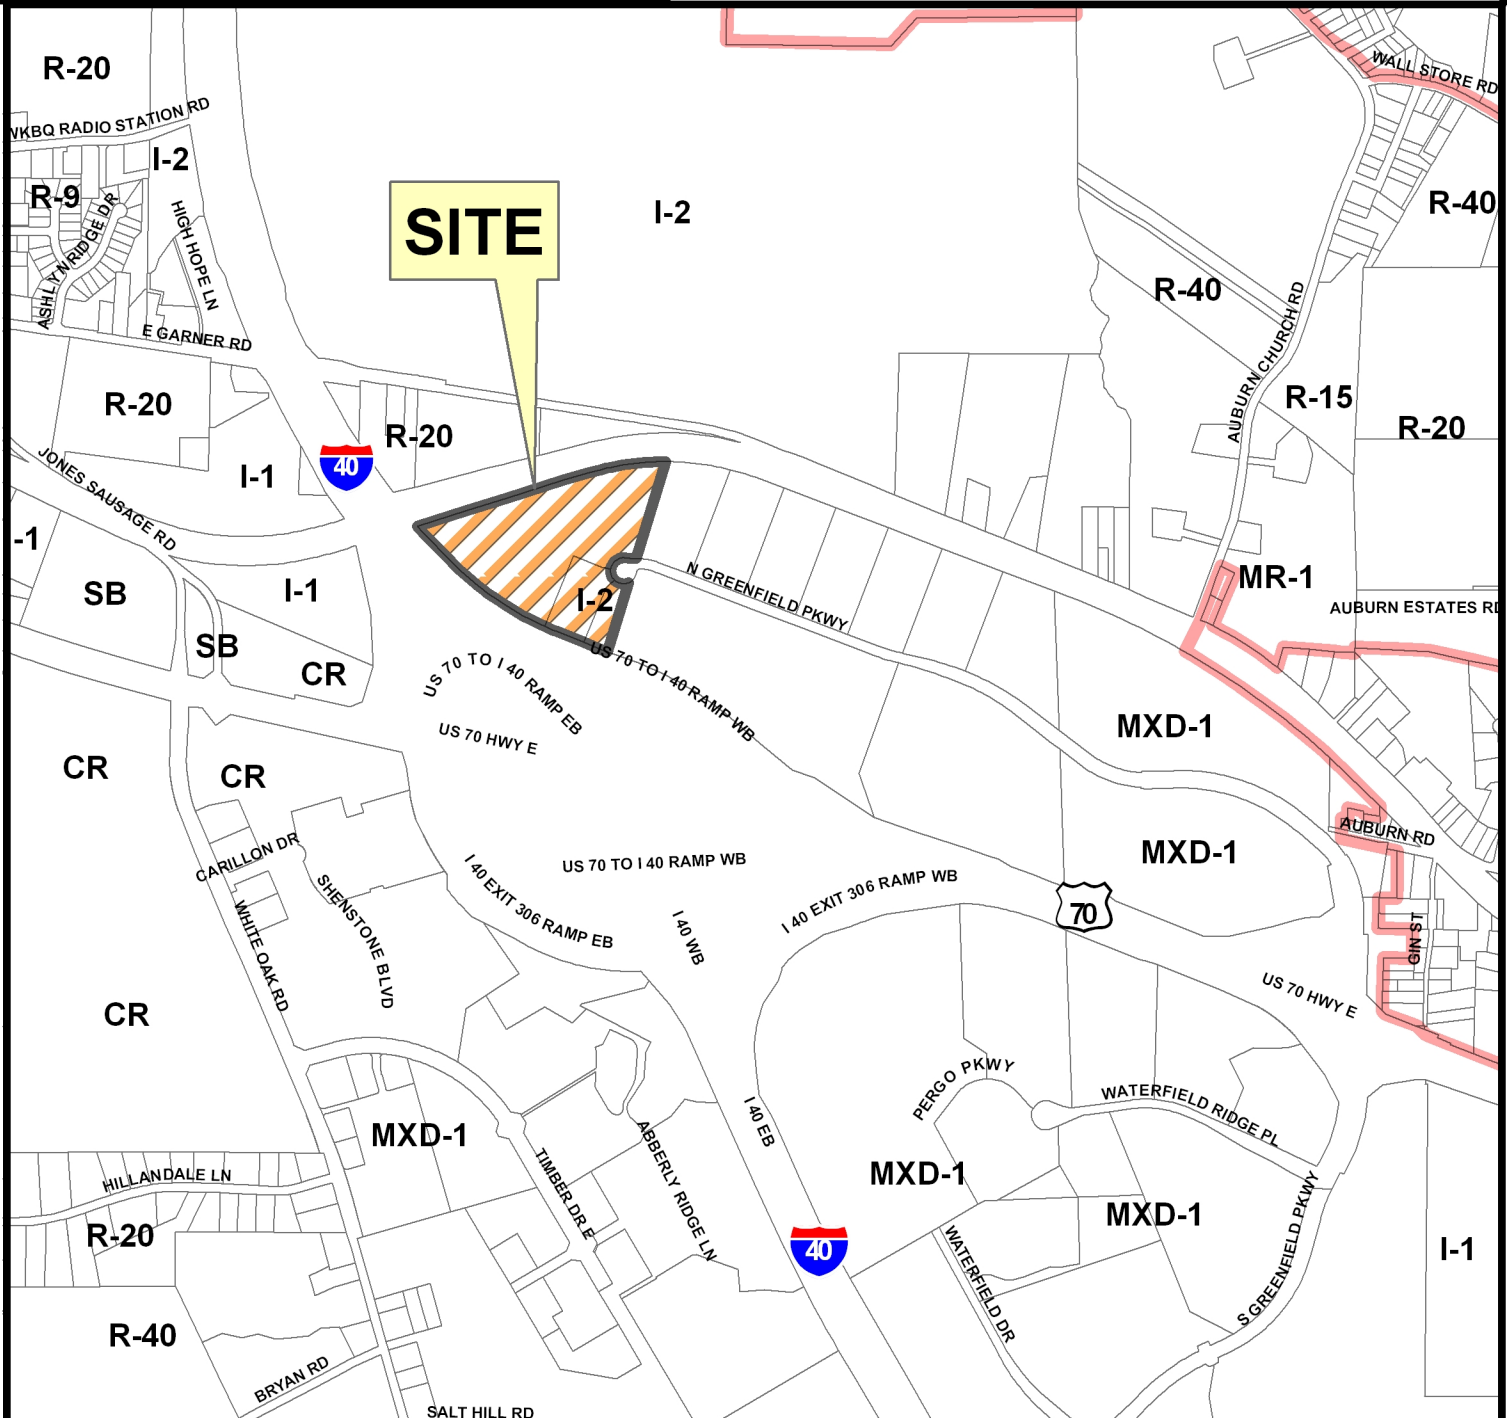 R-20
WALL STORE RD
WKBQ RADIO STATION RD
I-2
R-9
R-40
HIGH HOPE LN
I-2
SITE
ASHLYN RIDGE DR
R-40
E GARNER RD
AUBURN CHURCH RD
R-20
R-15
R-20
R-20
40
I-1
JONES SAUSAGE RD
-1
SB
I-1
I-2
N GREENFIELD PKWY
MR-1
AUBURN ESTATES RD
SB
CR
US 70 TO I 40 RAMP EB
US 70 TO I 40 RAMP WB
US 70 HWY E
MXD-1
CR
CR
CARILLON DR
AUBURN RD
MXD-1
US 70 TO I 40 RAMP WB
I 40 EXIT 306 RAMP EB
I 40 EXIT 306 RAMP WB
70
SHENSTONE BLVD
WHITE OAK RD
I 40 WB
GIN ST
US 70 HWY E
CR
PERGO PKWY
WATERFIELD RIDGE PL
I 40 EB
MXD-1
ABBERLY RIDGE LN
TIMBER DR E
HILLANDALE LN
MXD-1
MXD-1
R-20
S GREENFIELD PKWY
40
WATERFIELD DR
I-1
R-40
BRYAN RD
SALT HILL RD